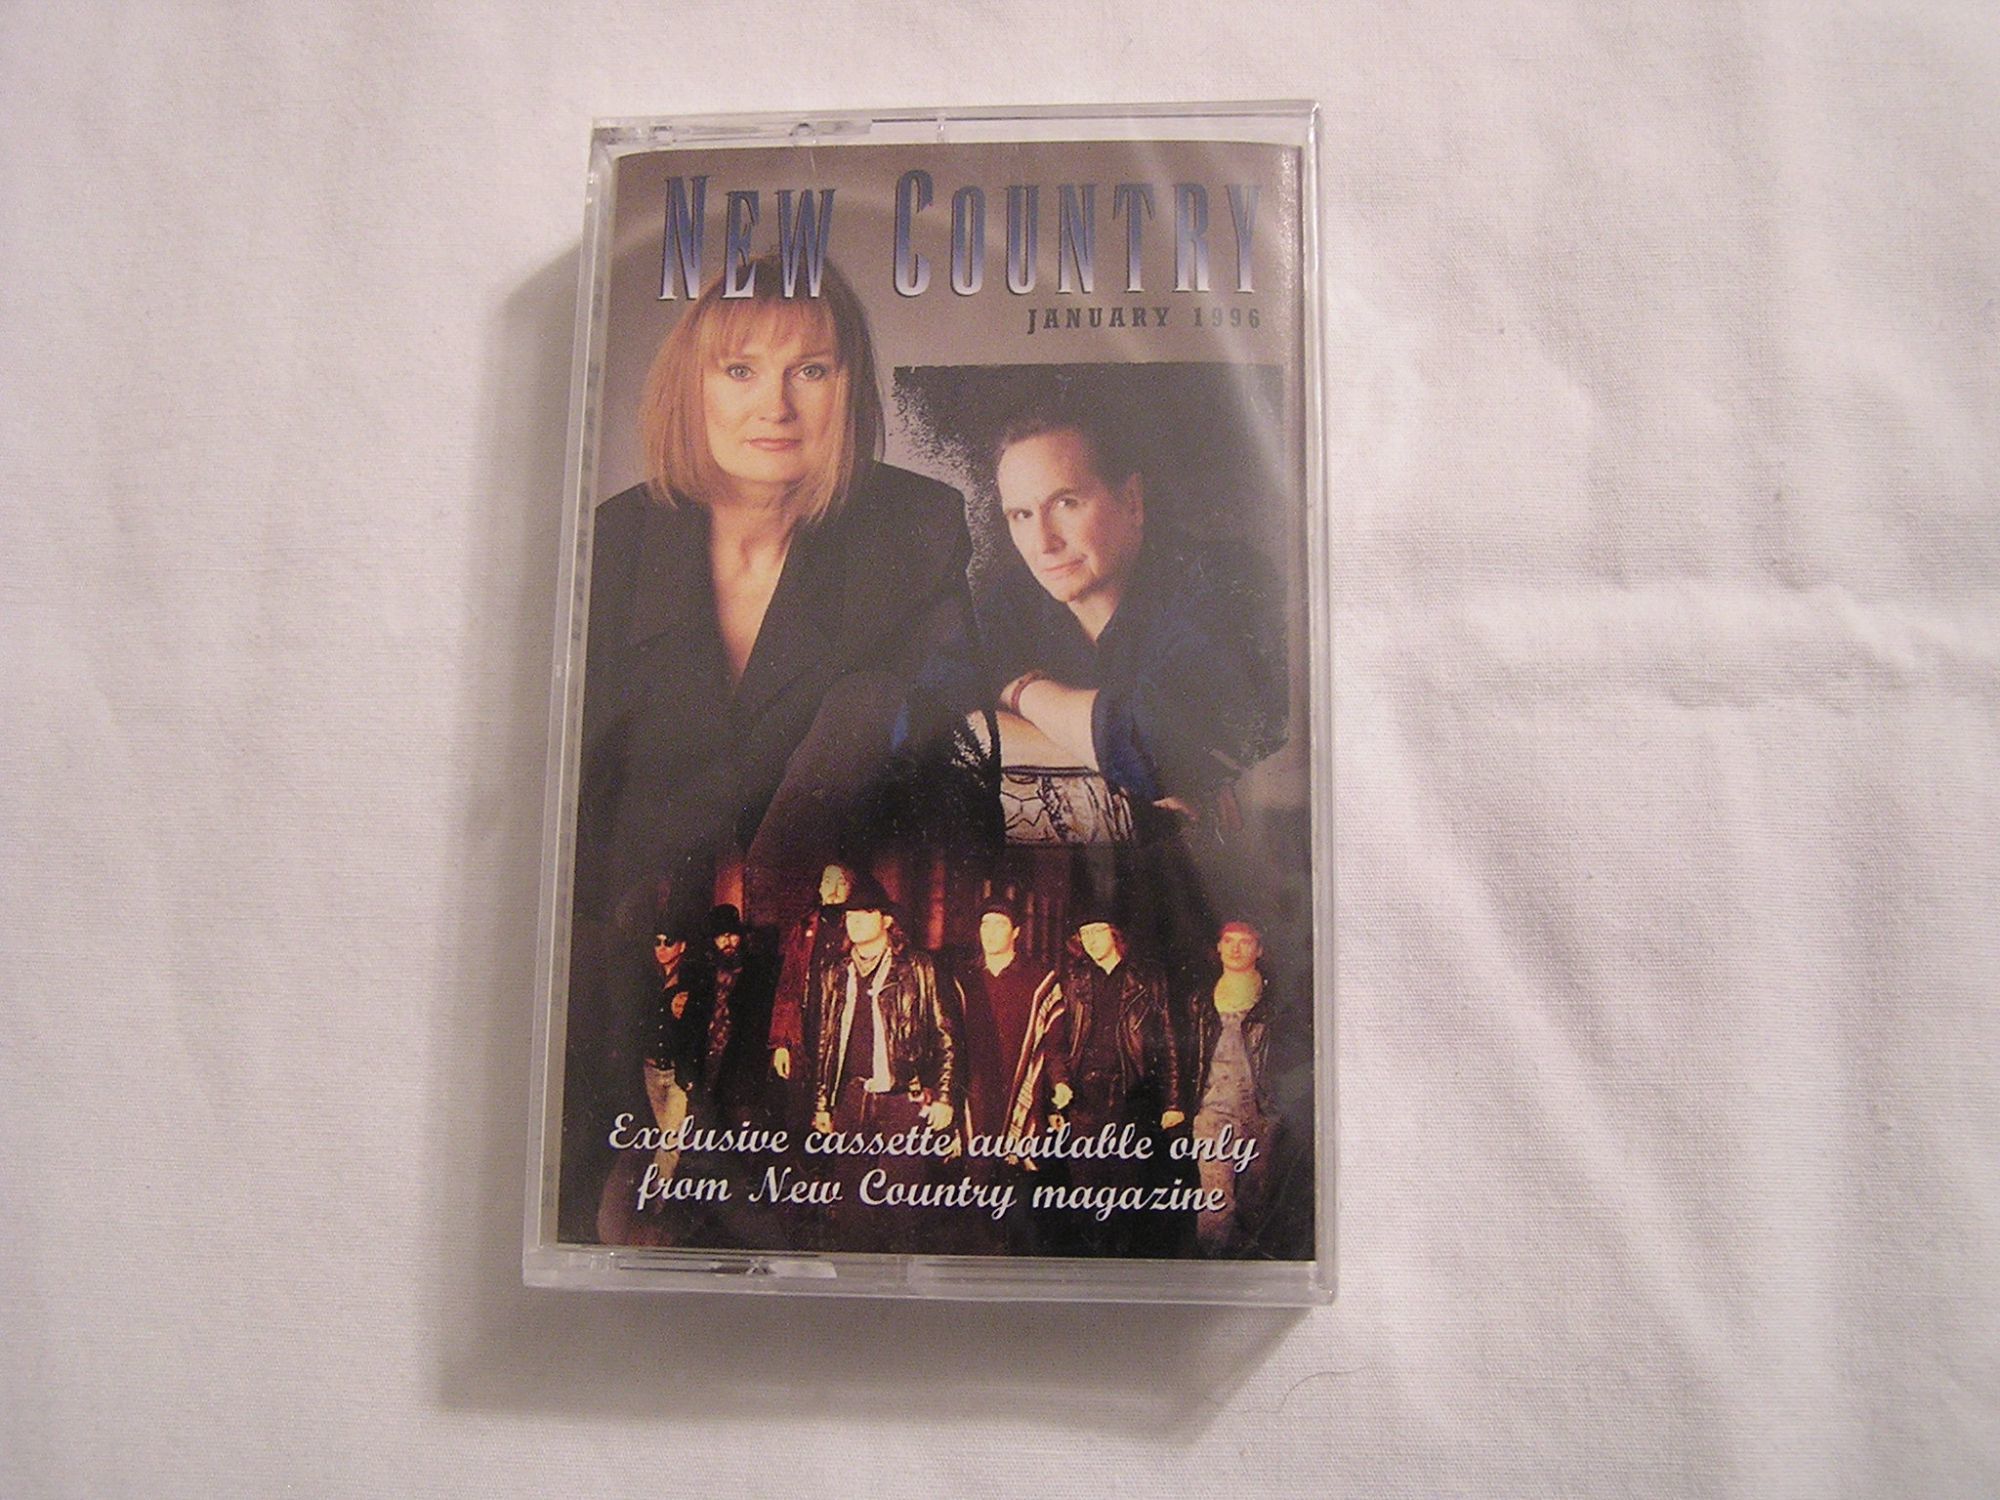 NEW COUNTRY
JANUARY 1996
Exclusive cassette available only
from New Country magazine